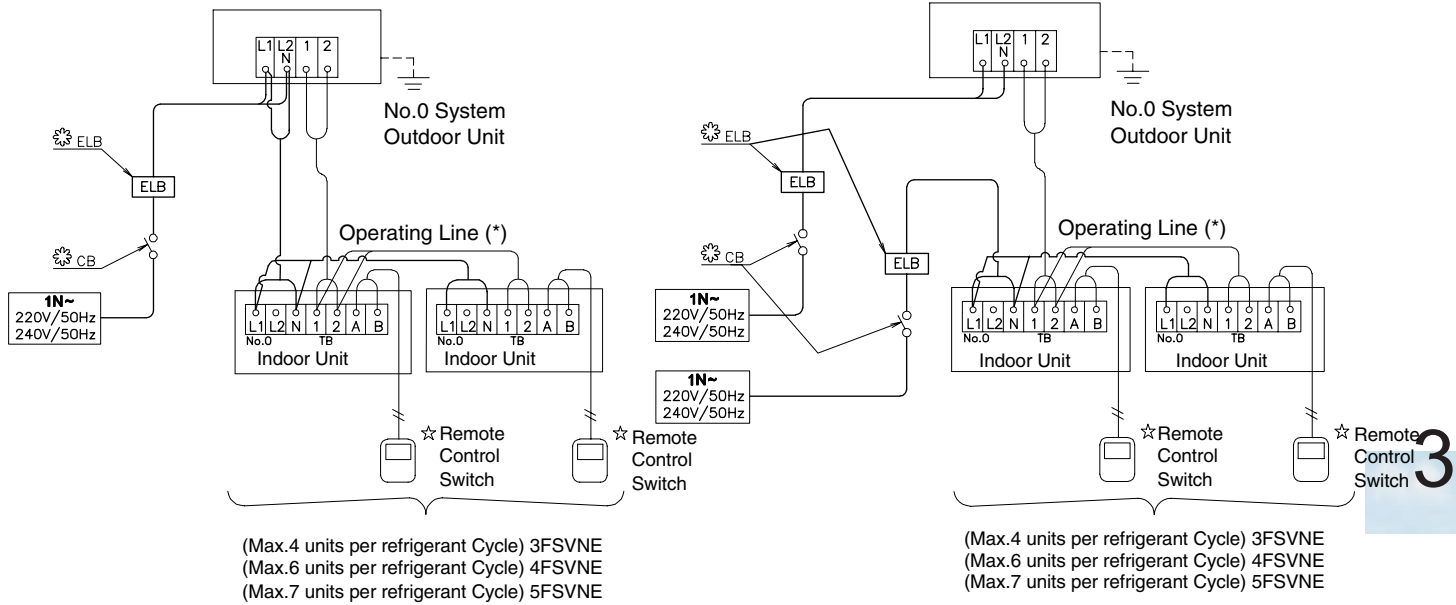 L1 L2 1 2
N
No.0 System
Outdoor Unit
ELB
ELB
CB
1N~
220V/50Hz
240V/50Hz
Operating Line (*)
L1 L2 N 1 2 A B
No.0 TB
Indoor Unit
L1 L2 N 1 2 A B
No.0 TB
Indoor Unit
☆ Remote
Control
Switch
☆ Remote
Control
Switch
(Max.4 units per refrigerant Cycle) 3FSVNE
(Max.6 units per refrigerant Cycle) 4FSVNE
(Max.7 units per refrigerant Cycle) 5FSVNE
L1 L2 1 2
N
No.0 System
Outdoor Unit
ELB
ELB
CB
ELB
1N~
220V/50Hz
240V/50Hz
1N~
220V/50Hz
240V/50Hz
Operating Line (*)
L1 L2 N 1 2 A B
No.0 TB
Indoor Unit
L1 L2 N 1 2 A B
No.0 TB
Indoor Unit
☆ Remote
Control
Switch
☆ Remote
Control
Switch
(Max.4 units per refrigerant Cycle) 3FSVNE
(Max.6 units per refrigerant Cycle) 4FSVNE
(Max.7 units per refrigerant Cycle) 5FSVNE
3